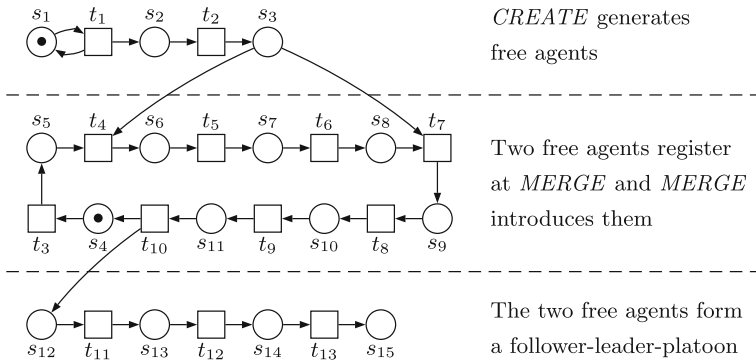 s₁ t₁ s₂ t₂ s₃ CREATE generates
free agents
s₅ t₄ s₆ t₅ s₇ t₆ s₈ t₇
Two free agents register
at MERGE and MERGE
introduces them
t₃ s₄ t₁₀ s₁₁ t₉ s₁₀ t₈ s₉
The two free agents form
a follower-leader-platoon
s₁₂ t₁₁ s₁₃ t₁₂ s₁₄ t₁₃ s₁₅